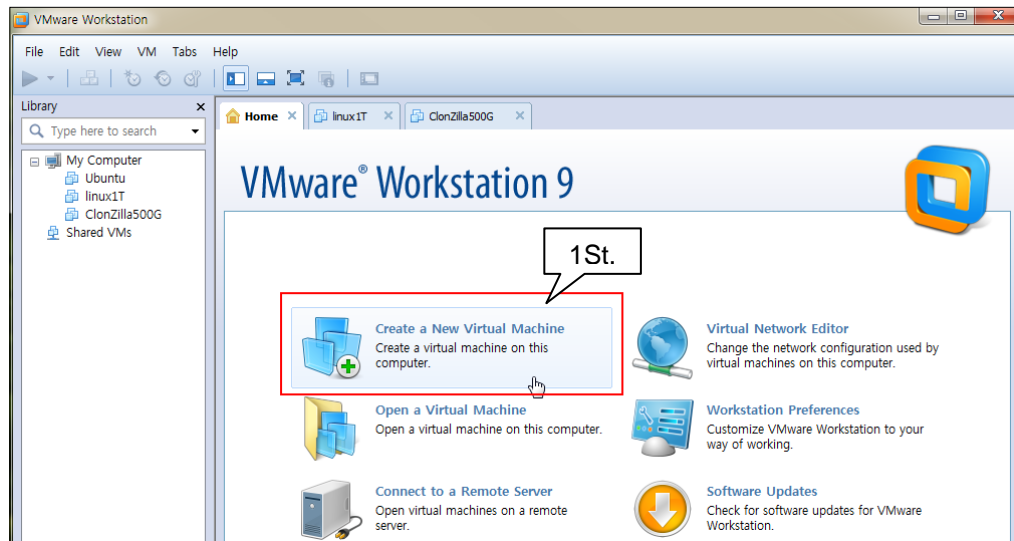 VMware Workstation
File Edit View VM Tabs Help
Library
Type here to search
My Computer
Ubuntu
linux1T
ClonZilla500G
Shared VMs
Home linux1T ClonZilla500G
VMware® Workstation 9
1St.
Create a New Virtual Machine
Create a virtual machine on this
computer.
Virtual Network Editor
Change the network configuration used by
virtual machines on this computer.
Open a Virtual Machine
Open a virtual machine on this computer.
Workstation Preferences
Customize VMware Workstation to your
way of working.
Connect to a Remote Server
Open virtual machines on a remote
server.
Software Updates
Check for software updates for VMware
Workstation.